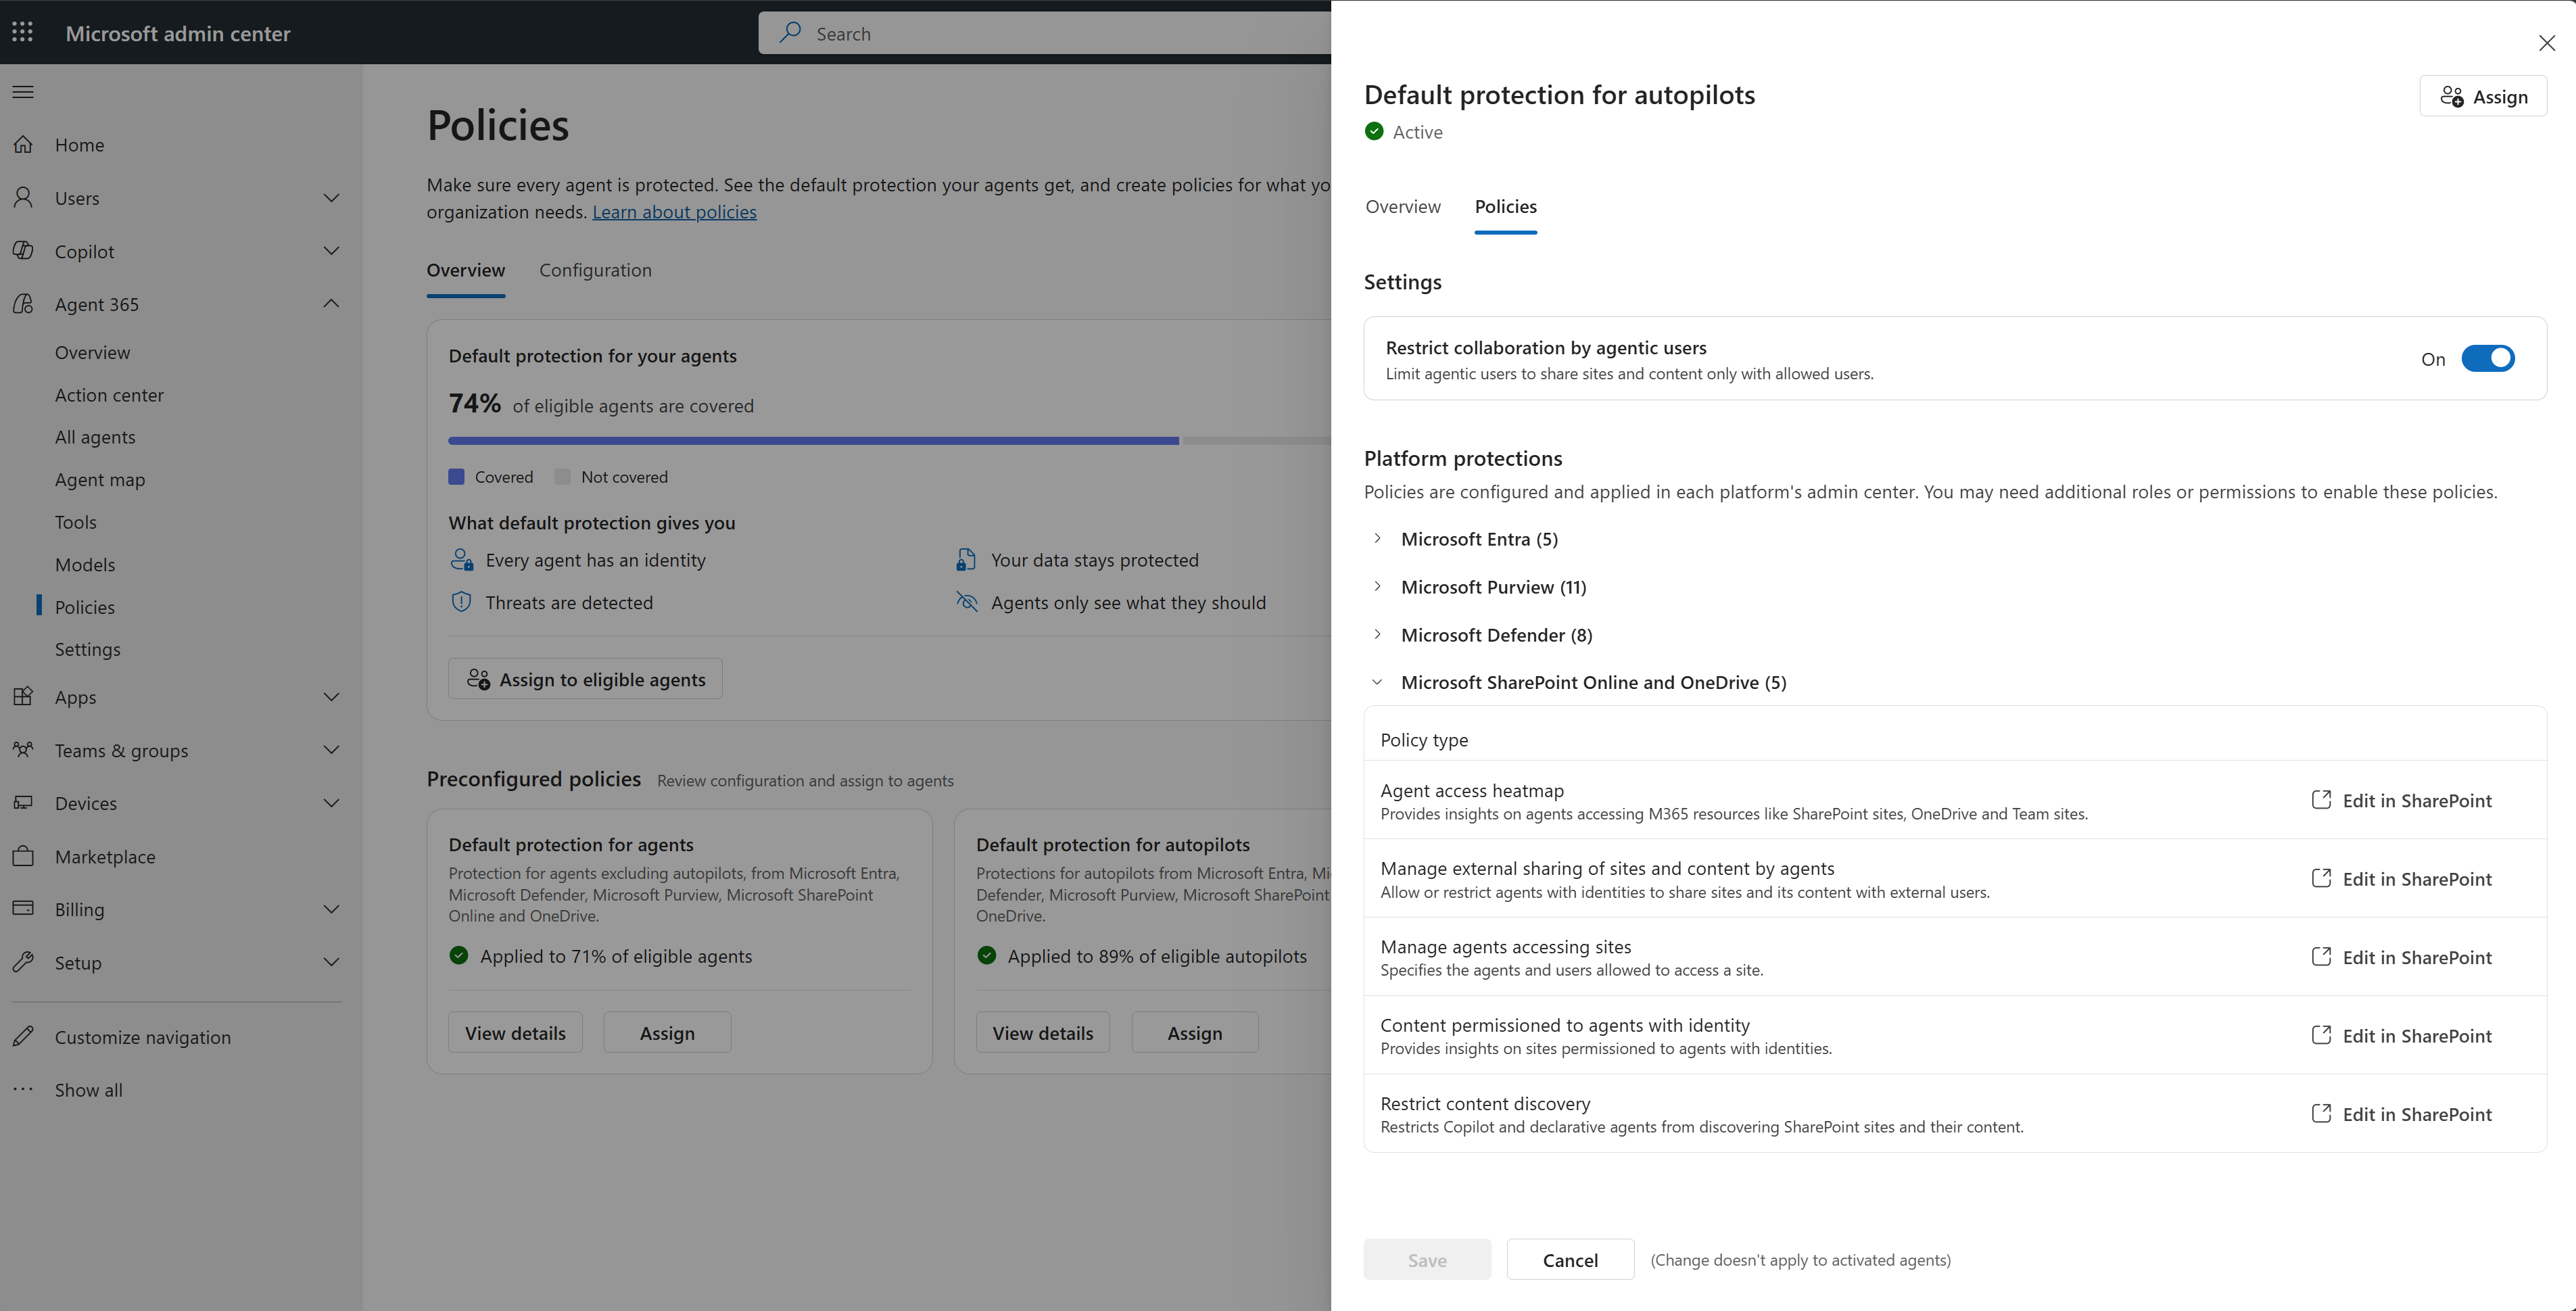 Microsoft admin center
Search
Home
Users
Copilot
Agent 365
Overview
Action center
All agents
Agent map
Tools
Models
Policies
Settings
Apps
Teams & groups
Devices
Marketplace
Billing
Setup
Customize navigation
Show all
Policies
Make sure every agent is protected. See the default protection your agents get, and create policies for what yo
organization needs. Learn about policies
Overview
Configuration
Default protection for your agents
74% of eligible agents are covered
Covered
Not covered
What default protection gives you
Every agent has an identity
Your data stays protected
Threats are detected
Agents only see what they should
Assign to eligible agents
Preconfigured policies
Review configuration and assign to agents
Default protection for agents
Protection for agents excluding autopilots, from Microsoft Entra,
Microsoft Defender, Microsoft Purview, Microsoft SharePoint
Online and OneDrive.
Applied to 71% of eligible agents
View details
Assign
Default protection for autopilots
Protections for autopilots from Microsoft Entra, Mi
Defender, Microsoft Purview, Microsoft SharePoint
OneDrive.
Applied to 89% of eligible autopilots
View details
Assign
Default protection for autopilots
Assign
Active
Overview
Policies
Settings
Restrict collaboration by agentic users
Limit agentic users to share sites and content only with allowed users.
On
Platform protections
Policies are configured and applied in each platform's admin center. You may need additional roles or permissions to enable these policies.
Microsoft Entra (5)
Microsoft Purview (11)
Microsoft Defender (8)
Microsoft SharePoint Online and OneDrive (5)
Policy type
Agent access heatmap
Provides insights on agents accessing M365 resources like SharePoint sites, OneDrive and Team sites.
Edit in SharePoint
Manage external sharing of sites and content by agents
Allow or restrict agents with identities to share sites and its content with external users.
Edit in SharePoint
Manage agents accessing sites
Specifies the agents and users allowed to access a site.
Edit in SharePoint
Content permissioned to agents with identity
Provides insights on sites permissioned to agents with identities.
Edit in SharePoint
Restrict content discovery
Restricts Copilot and declarative agents from discovering SharePoint sites and their content.
Edit in SharePoint
Save
Cancel
(Change doesn't apply to activated agents)